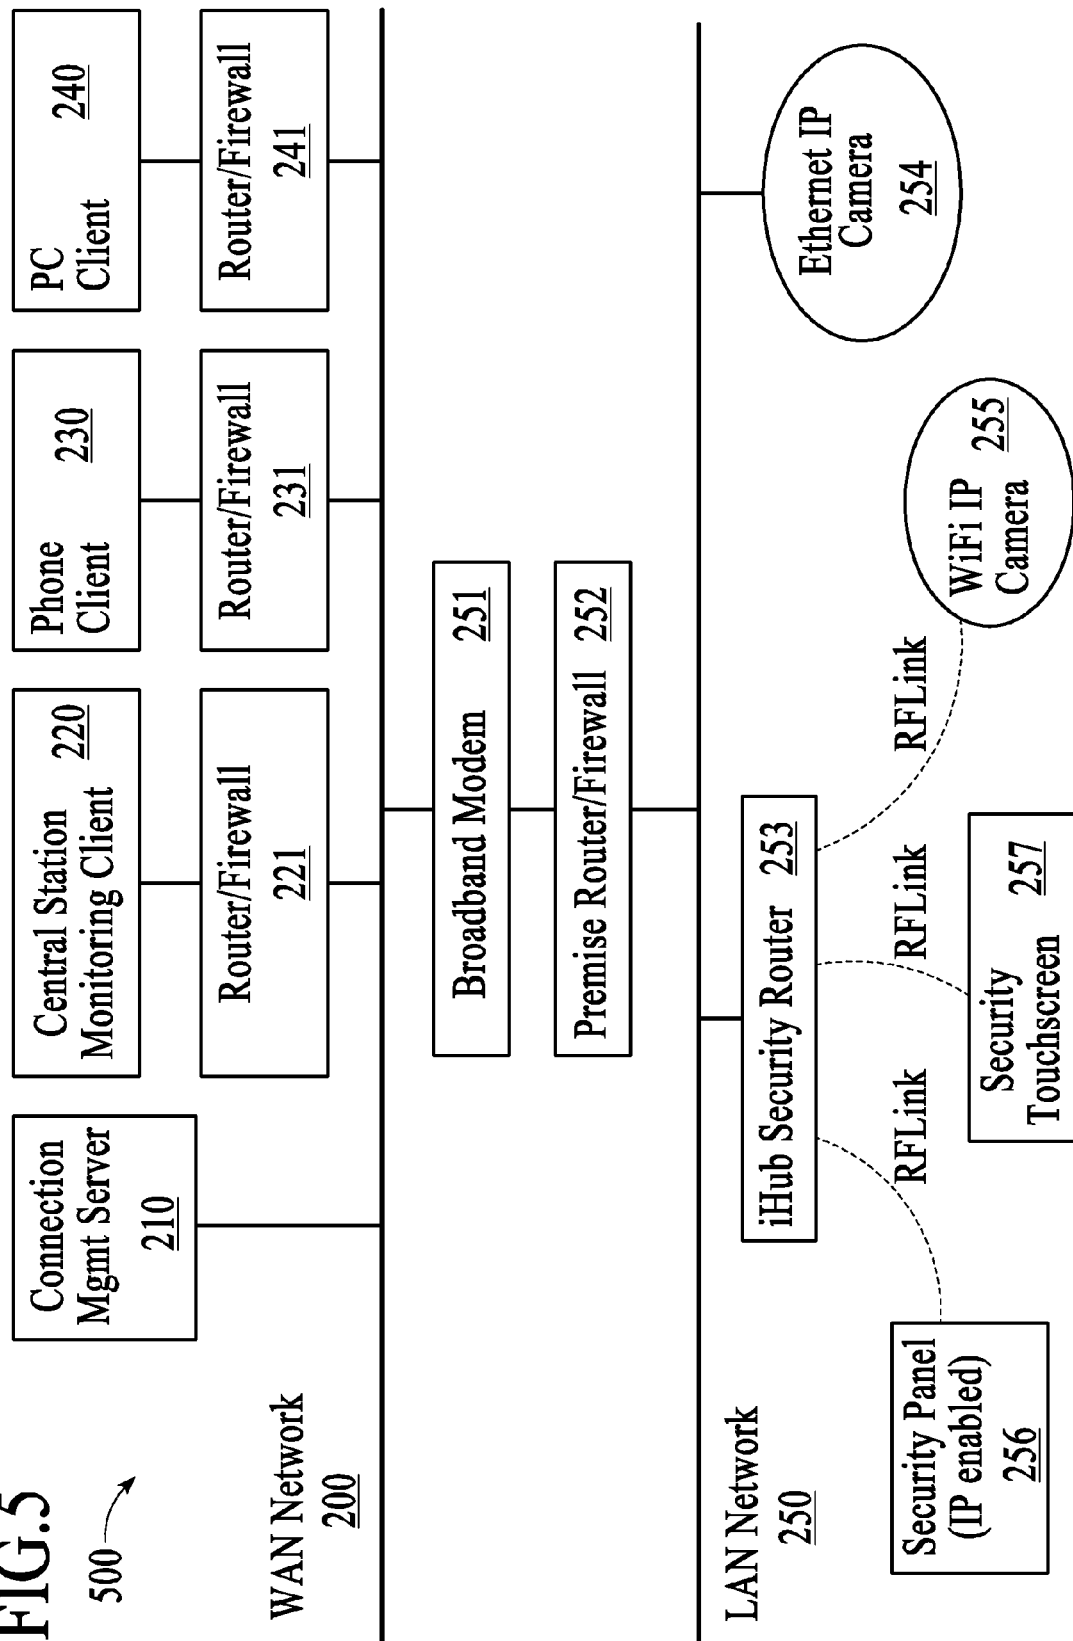 FIG.5
500
Connection
Mgmt Server
210
Central Station
Monitoring Client
220
Phone
Client
230
PC
Client
240
Router/Firewall
221
Router/Firewall
231
Router/Firewall
241
WAN Network
200
Broadband Modem 251
Premise Router/Firewall 252
LAN Network
250
iHub Security Router 253
Ethernet IP
Camera
254
RFLink
RFLink
RFLink
Security Panel
(IP enabled)
256
Security
Touchscreen
257
WiFi IP
Camera
255